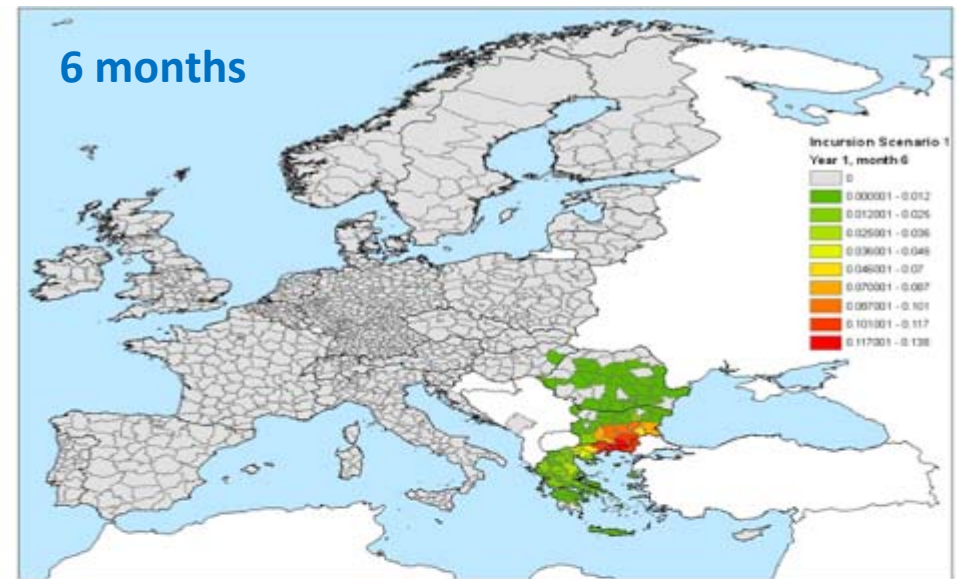 6 months
Incursion Scenario 1
Year 1, month 6
0
0.000001 - 0.012
0.012001 - 0.025
0.025001 - 0.036
0.036001 - 0.046
0.046001 - 0.07
0.070001 - 0.087
0.087001 - 0.101
0.101001 - 0.117
0.117001 - 0.138